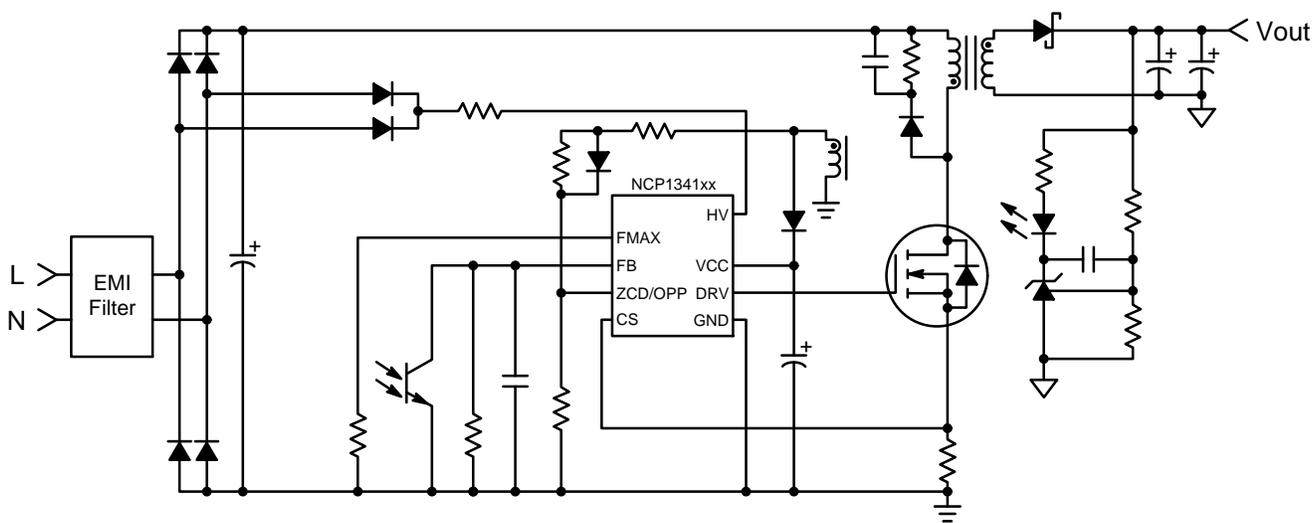 Vout
NCP1341xx
HV
FMAX
L
EMI
Filter
FB
VCC
N
ZCD/OPP
DRV
CS
GND
+
+
+
+